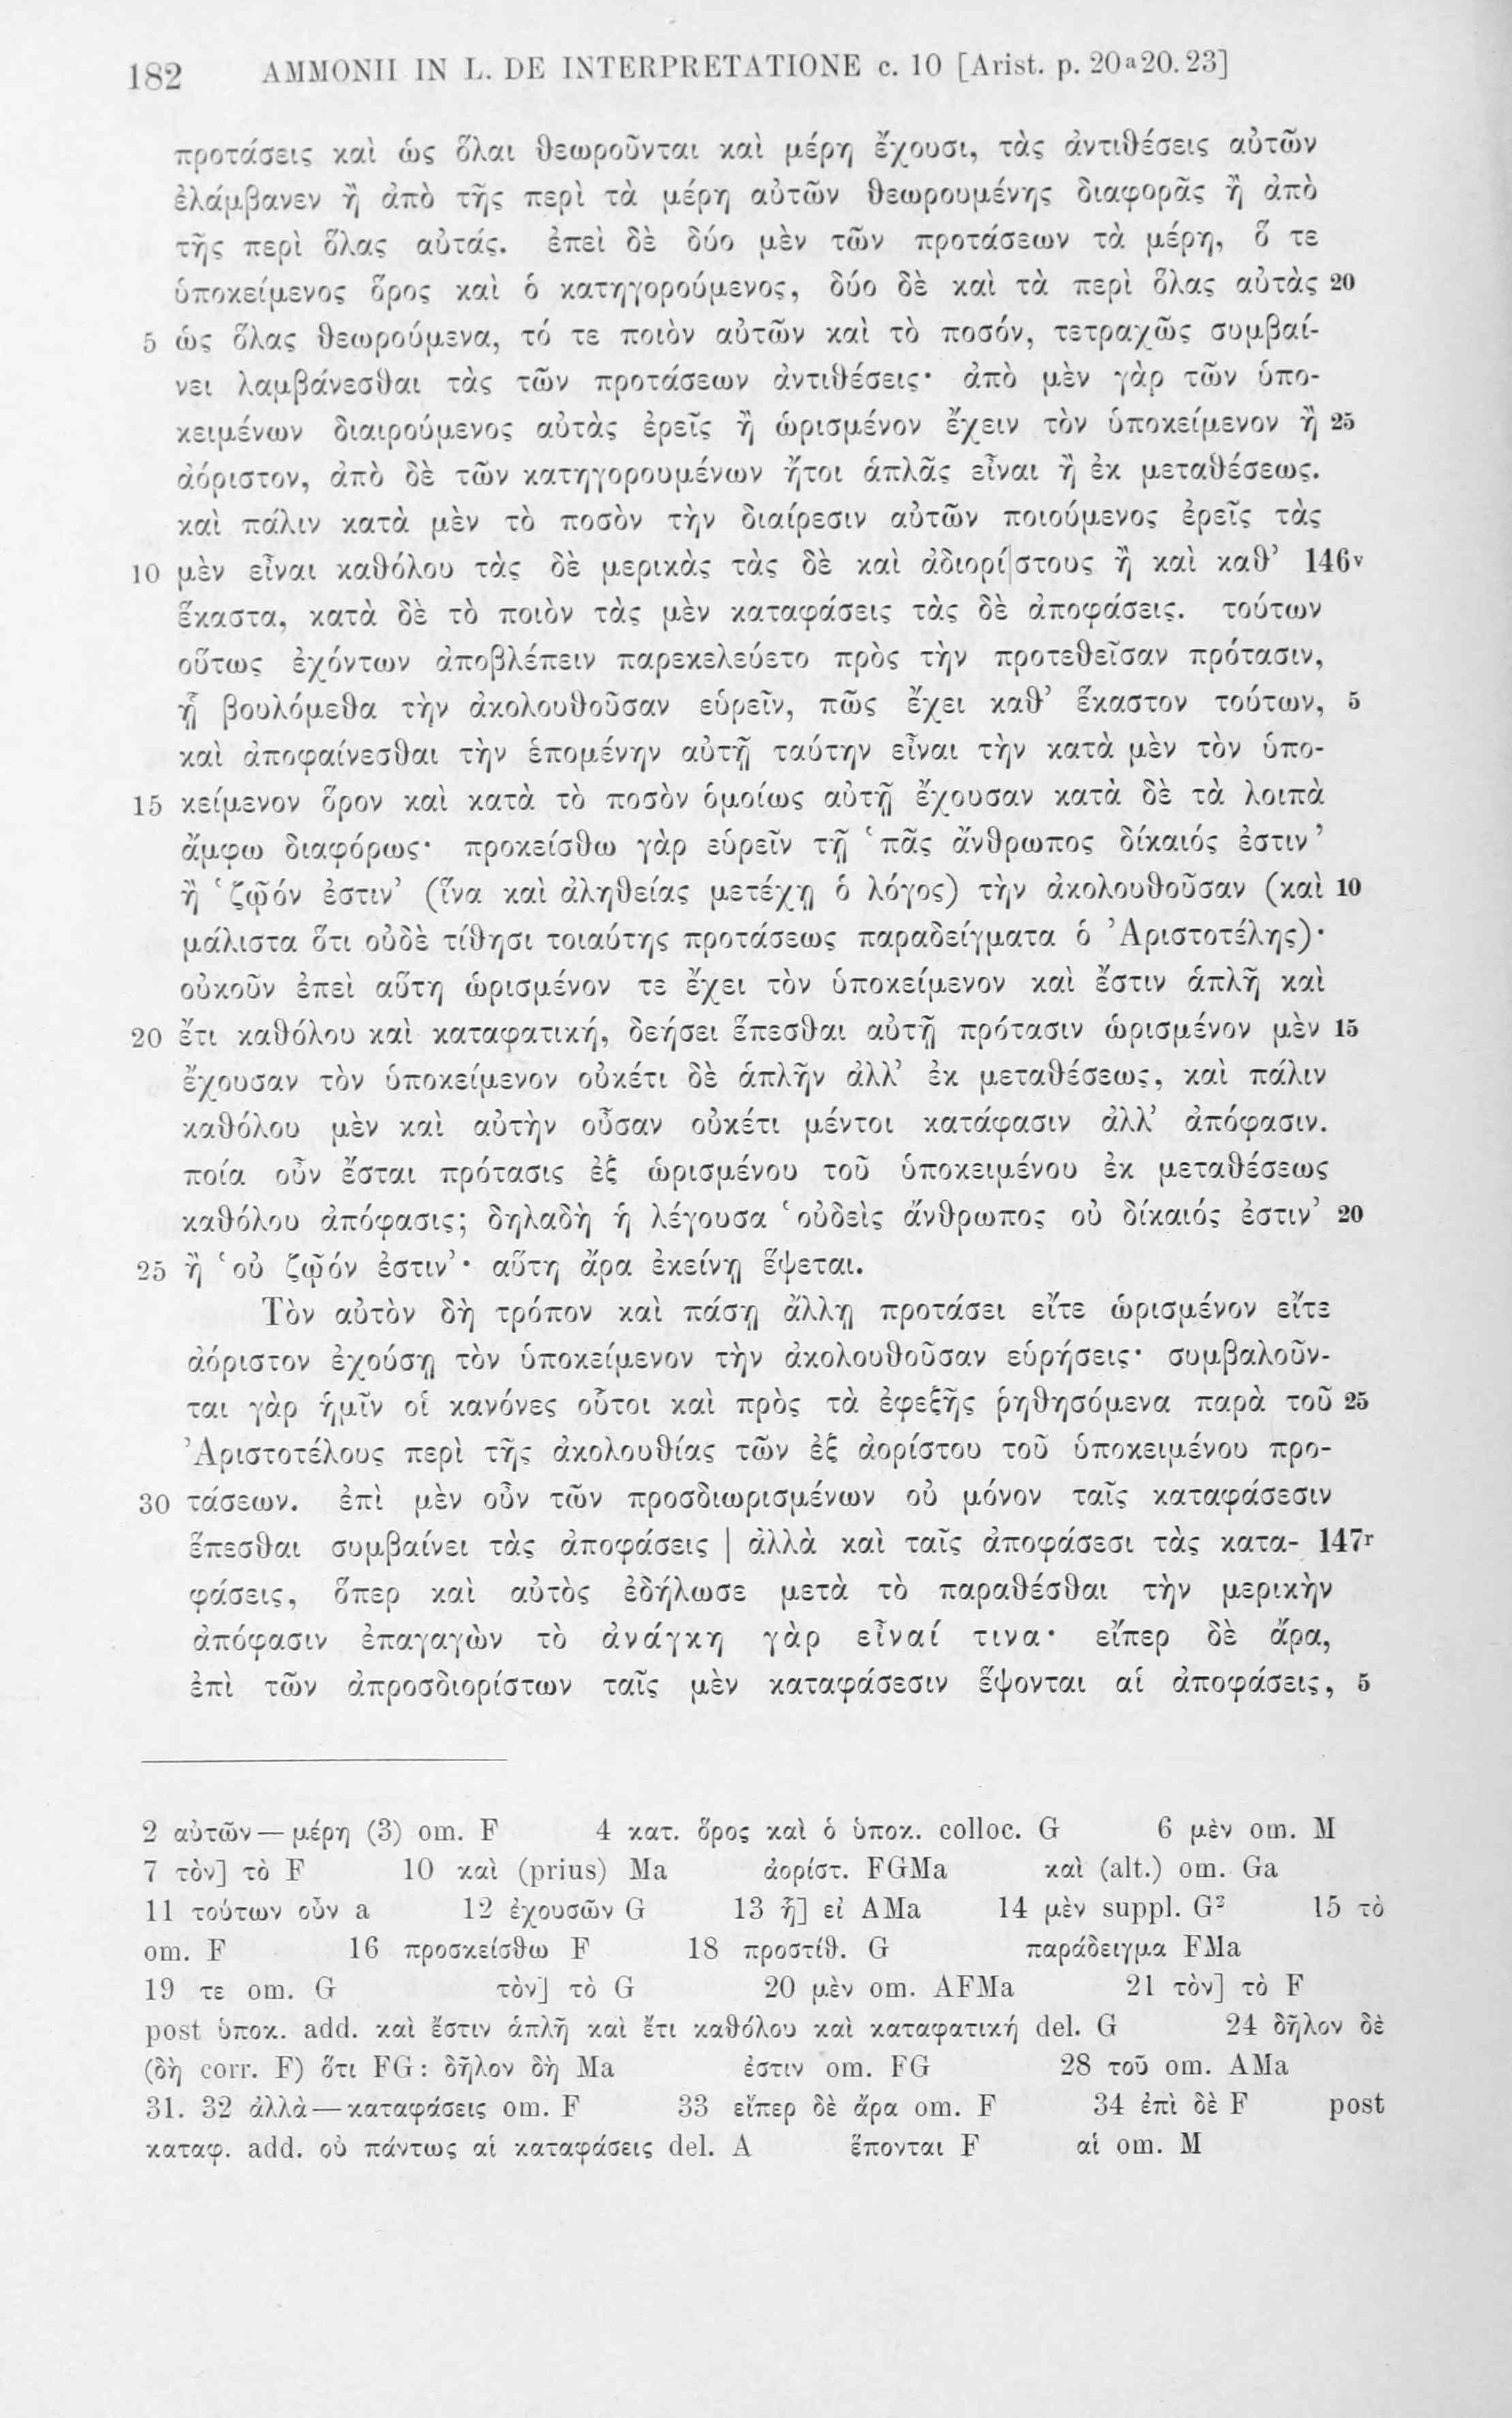 182 AMMONII IN L. DE INTERPRETATIONE c. 10 [Arist. p. 20a20. 23]
προτάσεις καὶ ὡς ὅλαι θεωροῦνται καὶ μέρη ἔχουσι, τὰς ἀντιθέσεις αὐτῶν
ἐλάμβανεν ἢ ἀπὸ τῆς περὶ τὰ μέρη αὐτῶν θεωρουμένης διαφορᾶς ἢ ἀπὸ
τῆς περὶ ὅλας αὐτάς. ἐπεὶ δὲ δύο μὲν τῶν προτάσεων τὰ μέρη, ὅ τε
ὑποκείμενος ὅρος καὶ ὁ κατηγορούμενος, δύο δὲ καὶ τὰ περὶ ὅλας αὐτὰς 20
5 ὡς ὅλας θεωρούμενα, τό τε ποιὸν αὐτῶν καὶ τὸ ποσόν, τετραχῶς συμβαί-
νει λαμβάνεσθαι τὰς τῶν προτάσεων ἀντιθέσεις· ἀπὸ μὲν γὰρ τῶν ὑπο-
κειμένων διαιρούμενος αὐτὰς ἐρεῖς ἢ ὡρισμένον ἔχειν τὸν ὑποκείμενον ἢ 25
ἀόριστον, ἀπὸ δὲ τῶν κατηγορουμένων ἤτοι ἁπλᾶς εἶναι ἢ ἐκ μεταθέσεως.
καὶ πάλιν κατὰ μὲν τὸ ποσὸν τὴν διαίρεσιν αὐτῶν ποιούμενος ἐρεῖς τὰς
10 μὲν εἶναι καθόλου τὰς δὲ μερικὰς τὰς δὲ καὶ ἀδιορί|στους ἢ καὶ καθ’ 146v
ἕκαστα, κατὰ δὲ τὸ ποιὸν τὰς μὲν καταφάσεις τὰς δὲ ἀποφάσεις. τούτων
οὕτως ἐχόντων ἀποβλέπειν παρεκελεύετο πρὸς τὴν προτεθεῖσαν πρότασιν,
ᾗ βουλόμεθα τὴν ἀκολουθοῦσαν εὑρεῖν, πῶς ἔχει καθ’ ἕκαστον τούτων, 5
καὶ ἀποφαίνεσθαι τὴν ἑπομένην αὐτῇ ταύτην εἶναι τὴν κατὰ μὲν τὸν ὑπο-
15 κείμενον ὅρον καὶ κατὰ τὸ ποσὸν ὁμοίως αὐτῇ ἔχουσαν κατὰ δὲ τὰ λοιπὰ
ἄμφω διαφόρως· προκείσθω γὰρ εὑρεῖν τῇ ‘πᾶς ἄνθρωπος δίκαιός ἐστιν’
ἢ ‘ζῷόν ἐστιν’ (ἵνα καὶ ἀληθείας μετέχῃ ὁ λόγος) τὴν ἀκολουθοῦσαν (καὶ 10
μάλιστα ὅτι οὐδὲ τίθησι τοιαύτης προτάσεως παραδείγματα ὁ Ἀριστοτέλης)·
οὐκοῦν ἐπεὶ αὕτη ὡρισμένον τε ἔχει τὸν ὑποκείμενον καὶ ἔστιν ἁπλῆ καὶ
20 ἔτι καθόλου καὶ καταφατική, δεήσει ἕπεσθαι αὐτῇ πρότασιν ὡρισμένον μὲν 15
ἔχουσαν τὸν ὑποκείμενον οὐκέτι δὲ ἁπλῆν ἀλλ’ ἐκ μεταθέσεως, καὶ πάλιν
καθόλου μὲν καὶ αὐτὴν οὖσαν οὐκέτι μέντοι κατάφασιν ἀλλ’ ἀπόφασιν.
ποία οὖν ἔσται πρότασις ἐξ ὡρισμένου τοῦ ὑποκειμένου ἐκ μεταθέσεως
καθόλου ἀπόφασις; δηλαδὴ ἡ λέγουσα ‘οὐδεὶς ἄνθρωπος οὐ δίκαιός ἐστιν’ 20
25 ἢ ‘οὐ ζῷόν ἐστιν’· αὕτη ἄρα ἐκείνῃ ἕψεται.
Τὸν αὐτὸν δὴ τρόπον καὶ πάσῃ ἄλλῃ προτάσει εἴτε ὡρισμένον εἴτε
ἀόριστον ἐχούσῃ τὸν ὑποκείμενον τὴν ἀκολουθοῦσαν εὑρήσεις· συμβαλοῦν-
ται γὰρ ἡμῖν οἱ κανόνες οὗτοι καὶ πρὸς τὰ ἐφεξῆς ῥηθησόμενα παρὰ τοῦ 25
Ἀριστοτέλους περὶ τῆς ἀκολουθίας τῶν ἐξ ἀορίστου τοῦ ὑποκειμένου προ-
30 τάσεων. ἐπὶ μὲν οὖν τῶν προσδιωρισμένων οὐ μόνον ταῖς καταφάσεσιν
ἕπεσθαι συμβαίνει τὰς ἀποφάσεις | ἀλλὰ καὶ ταῖς ἀποφάσεσι τὰς κατα- 147r
φάσεις, ὅπερ καὶ αὐτὸς ἐδήλωσε μετὰ τὸ παραθέσθαι τὴν μερικὴν
ἀπόφασιν ἐπαγαγὼν τὸ ἀνάγκη γὰρ εἶναί τινα· εἴπερ δὲ ἄρα,
ἐπὶ τῶν ἀπροσδιορίστων ταῖς μὲν καταφάσεσιν ἕψονται αἱ ἀποφάσεις, 5
2 αὐτῶν — μέρη (3) om. F 4 κατ. ὅρος καὶ ὁ ὑποκ. colloc. G 6 μὲν om. M
7 τὸν] τὸ F 10 καὶ (prius) Ma ἀορίστ. FGMa καὶ (alt.) om. Ga
11 τούτων οὖν a 12 ἐχουσῶν G 13 ᾗ] εἰ AMa 14 μὲν suppl. G² 15 τὸ
om. F 16 προσκείσθω F 18 προστίθ. G παράδειγμα FMa
19 τε om. G τὸν] τὸ G 20 μὲν om. AFMa 21 τὸν] τὸ F
post ὑποκ. add. καὶ ἔστιν ἁπλῆ καὶ ἔτι καθόλου καὶ καταφατική del. G 24 δῆλον δὲ
(δὴ corr. F) ὅτι FG: δῆλον δὴ Ma ἐστιν om. FG 28 τοῦ om. AMa
31. 32 ἀλλὰ — καταφάσεις om. F 33 εἴπερ δὲ ἄρα om. F 34 ἐπὶ δὲ F post
καταφ. add. οὐ πάντως αἱ καταφάσεις del. A ἕπονται F αἱ om. M